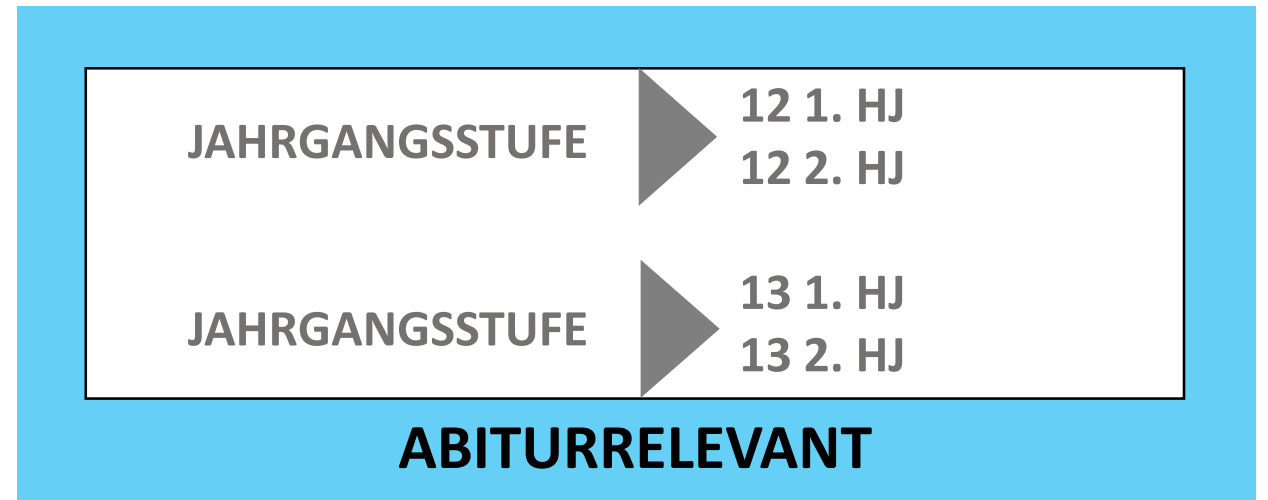 JAHRGANGSSTUFE
12 1. HJ
12 2. HJ
JAHRGANGSSTUFE
13 1. HJ
13 2. HJ
ABITURRELEVANT